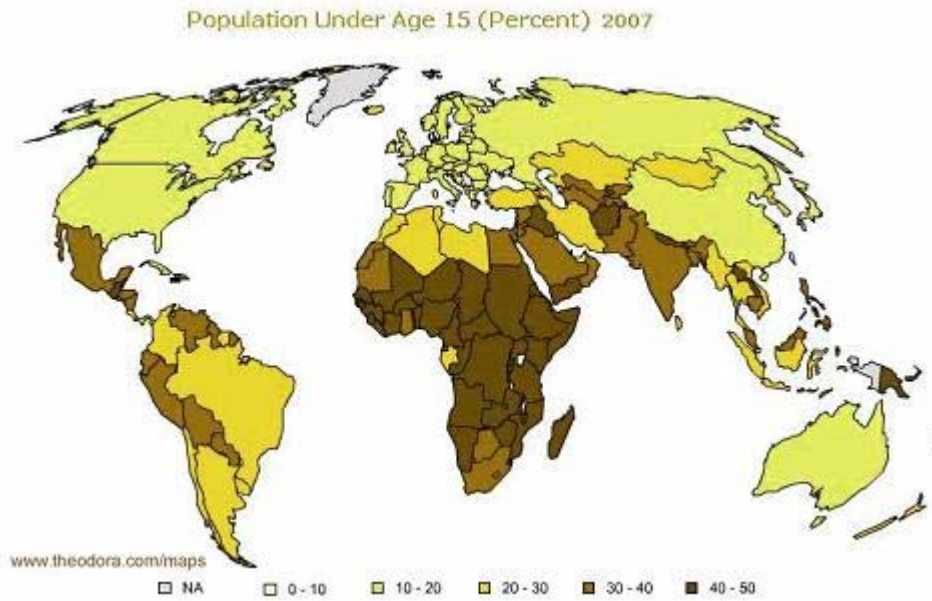 Population Under Age 15 (Percent) 2007
www.theodora.com/maps
NA 0 - 10 10 - 20 20 - 30 30 - 40 40 - 50